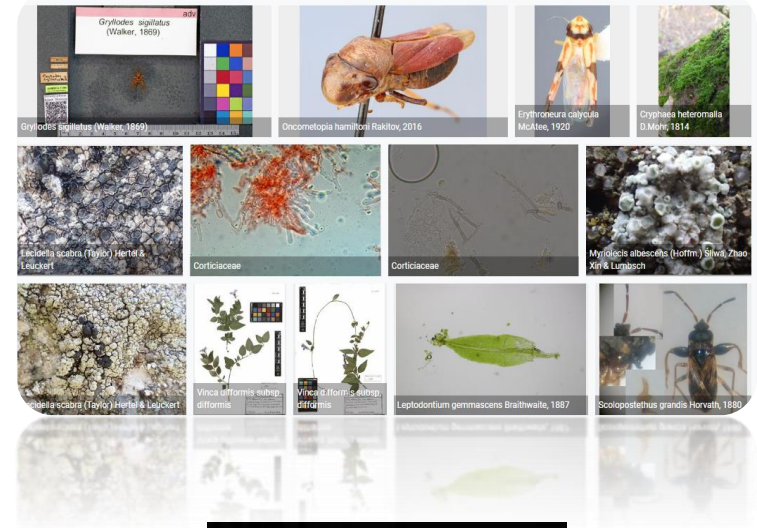 adv
Gryllodes sigillatus
(Walker, 1869)
Gryllodes sigillatus (Walker, 1869)
Oncometopia hamiltoni Rakitov, 2016
Erythroneura calycula
McAtee, 1920
Cryphaea heteromalla
D.Mohr, 1814
Lecidella scabra (Taylor) Hertel &
Leuckert
Corticiaceae
Corticiaceae
Myriolecis albescens (Hoffm.) Śliwa, Zhao
Xin & Lumbsch
Lecidella scabra (Taylor) Hertel & Leuckert
Vinca difformis subsp.
difformis
Vinca difformis subsp.
difformis
Leptodontium gemmascens Braithwaite, 1887
Scolopostethus grandis Horvath, 1880